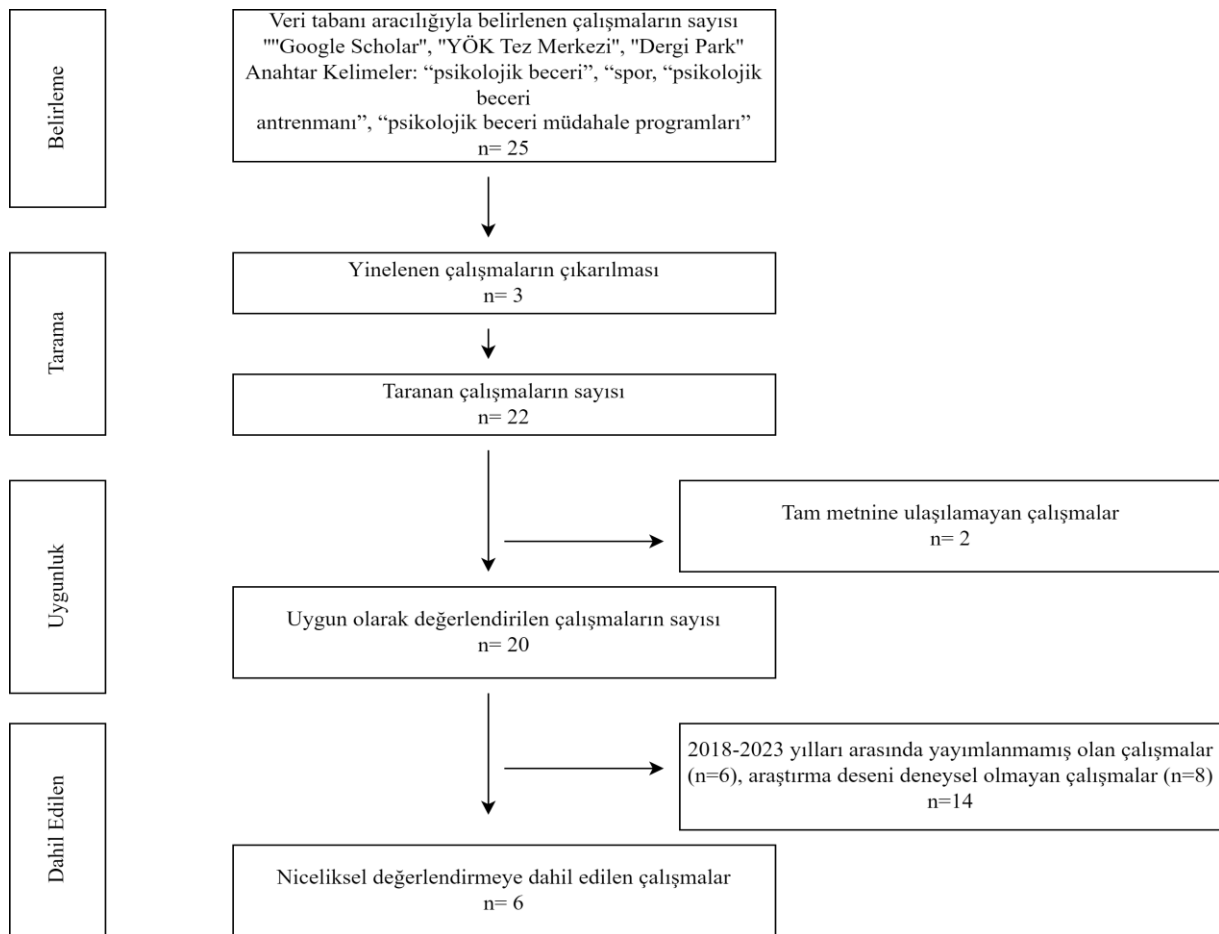 Belirleme
Veri tabanı aracılığıyla belirlenen çalışmaların sayısı
""Google Scholar", "YÖK Tez Merkezi", "Dergi Park"
Anahtar Kelimeler: “psikolojik beceri”, “spor, “psikolojik
beceri
antrenmanı”, “psikolojik beceri müdahale programları”
n= 25
Tarama
Yinelenen çalışmaların çıkarılması
n= 3
Taranan çalışmaların sayısı
n= 22
Uygunluk
Tam metnine ulaşılamayan çalışmalar
n= 2
Uygun olarak değerlendirilen çalışmaların sayısı
n= 20
Dahil Edilen
2018-2023 yılları arasında yayımlanmamış olan çalışmalar
(n=6), araştırma deseni deneysel olmayan çalışmalar (n=8)
n=14
Niceliksel değerlendirmeye dahil edilen çalışmalar
n= 6